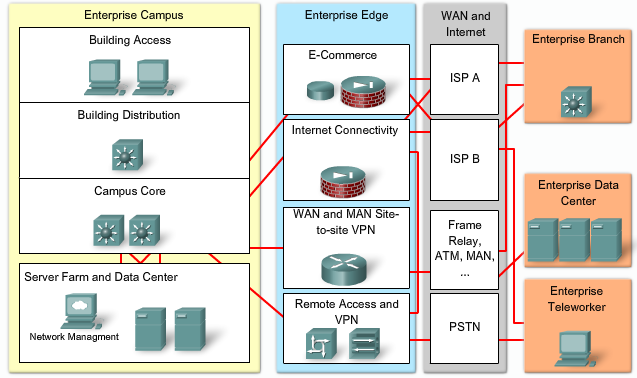 Enterprise Campus
Building Access
Building Distribution
Campus Core
Server Farm and Data Center
Network Managment
Enterprise Edge
E-Commerce
Internet Connectivity
WAN and MAN Site-
to-site VPN
Remote Access and
VPN
WAN and
Internet
ISP A
ISP B
Frame
Relay,
ATM, MAN,
...
PSTN
Enterprise Branch
Enterprise Data
Center
Enterprise
Teleworker